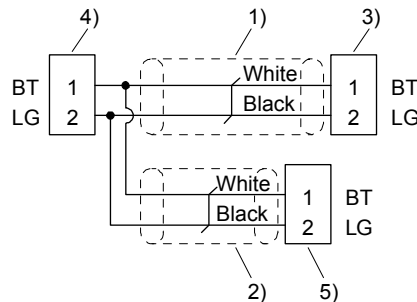 4) 1) 3)
White
BT 1 1 BT
Black
LG 2 2 LG
White
1 BT
Black
2 LG
2) 5)